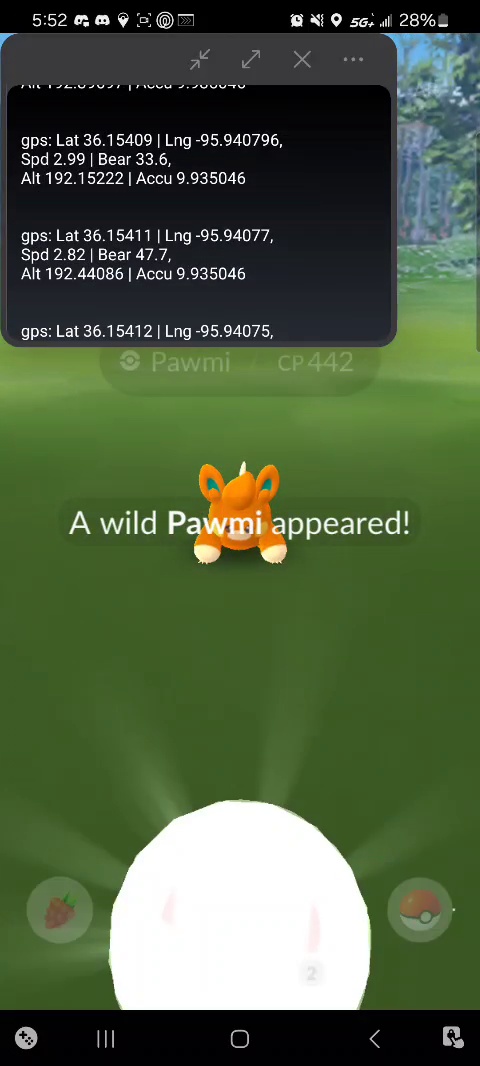 5:52
5G+ 28%
Alt 192.89697 | Accu 9.936046
gps: Lat 36.15409 | Lng -95.940796,
Spd 2.99 | Bear 33.6,
Alt 192.15222 | Accu 9.935046
gps: Lat 36.15411 | Lng -95.94077,
Spd 2.82 | Bear 47.7,
Alt 192.44086 | Accu 9.935046
gps: Lat 36.15412 | Lng -95.94075,
Pawmi / CP442
A wild Pawmi appeared!
2